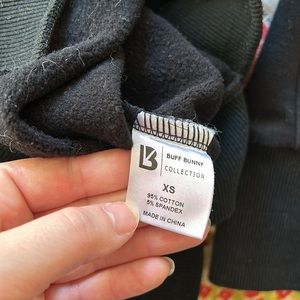 BUFF BUNNY
COLLECTION
XS
95% COTTON
5% SPANDEX
MADE IN CHINA